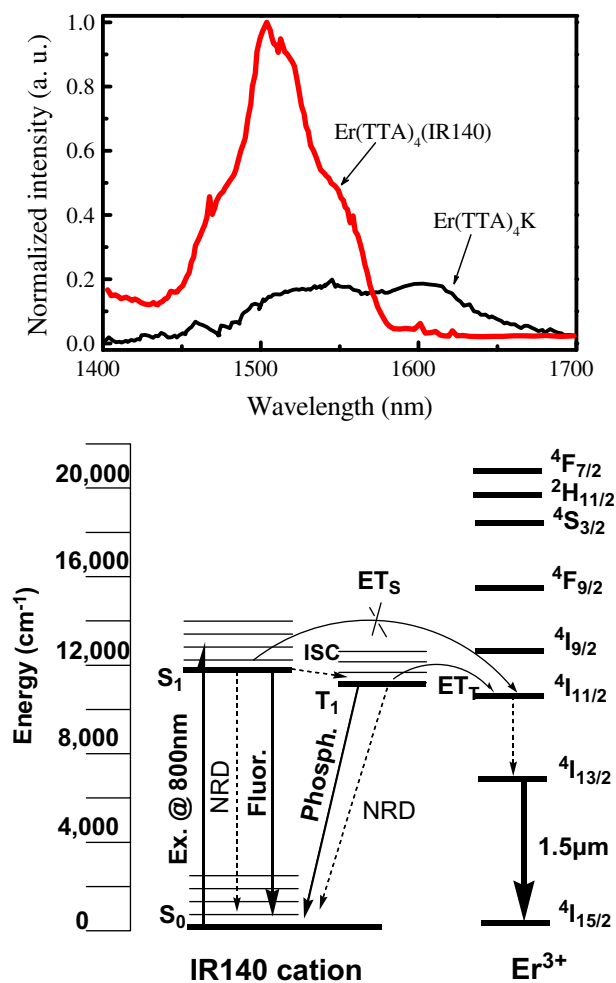 Normalized intensity (a. u.)
1.0
0.8
0.6
0.4
0.2
0.0
Er(TTA)₄(IR140)
Er(TTA)₄K
1400
1500
1600
1700
Wavelength (nm)
Energy (cm⁻¹)
20,000
16,000
12,000
8,000
4,000
0
S₁
S₀
Ex. @ 800nm
NRD
Fluor.
ISC
T₁
Phosph.
NRD
ET_S
ET_T
⁴F₇/₂
²H₁₁/₂
⁴S₃/₂
⁴F₉/₂
⁴I₉/₂
⁴I₁₁/₂
⁴I₁₃/₂
1.5μm
⁴I₁₅/₂
IR140 cation
Er³⁺